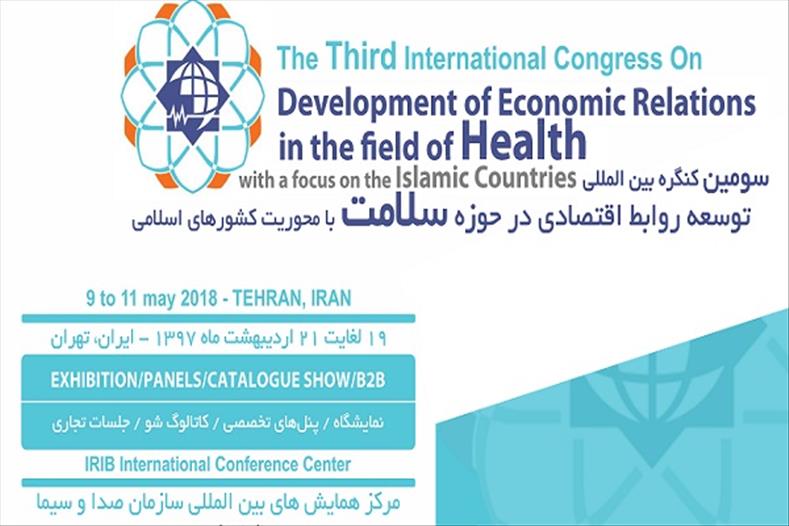 The Third International Congress On
Development of Economic Relations
in the field of Health
with a focus on the Islamic Countries سومین کنگره بین المللی
توسعه روابط اقتصادی در حوزه سلامت با محوریت کشورهای اسلامی
9 to 11 may 2018 - TEHRAN, IRAN
۱۹ لغایت ۲۱ اردیبهشت ماه ۱۳۹۷ – ایران، تهران
EXHIBITION/PANELS/CATALOGUE SHOW/B2B
نمایشگاه / پنل‌های تخصصی / کاتالوگ شو / جلسات تجاری
IRIB International Conference Center
مرکز همایش های بین المللی سازمان صدا و سیما